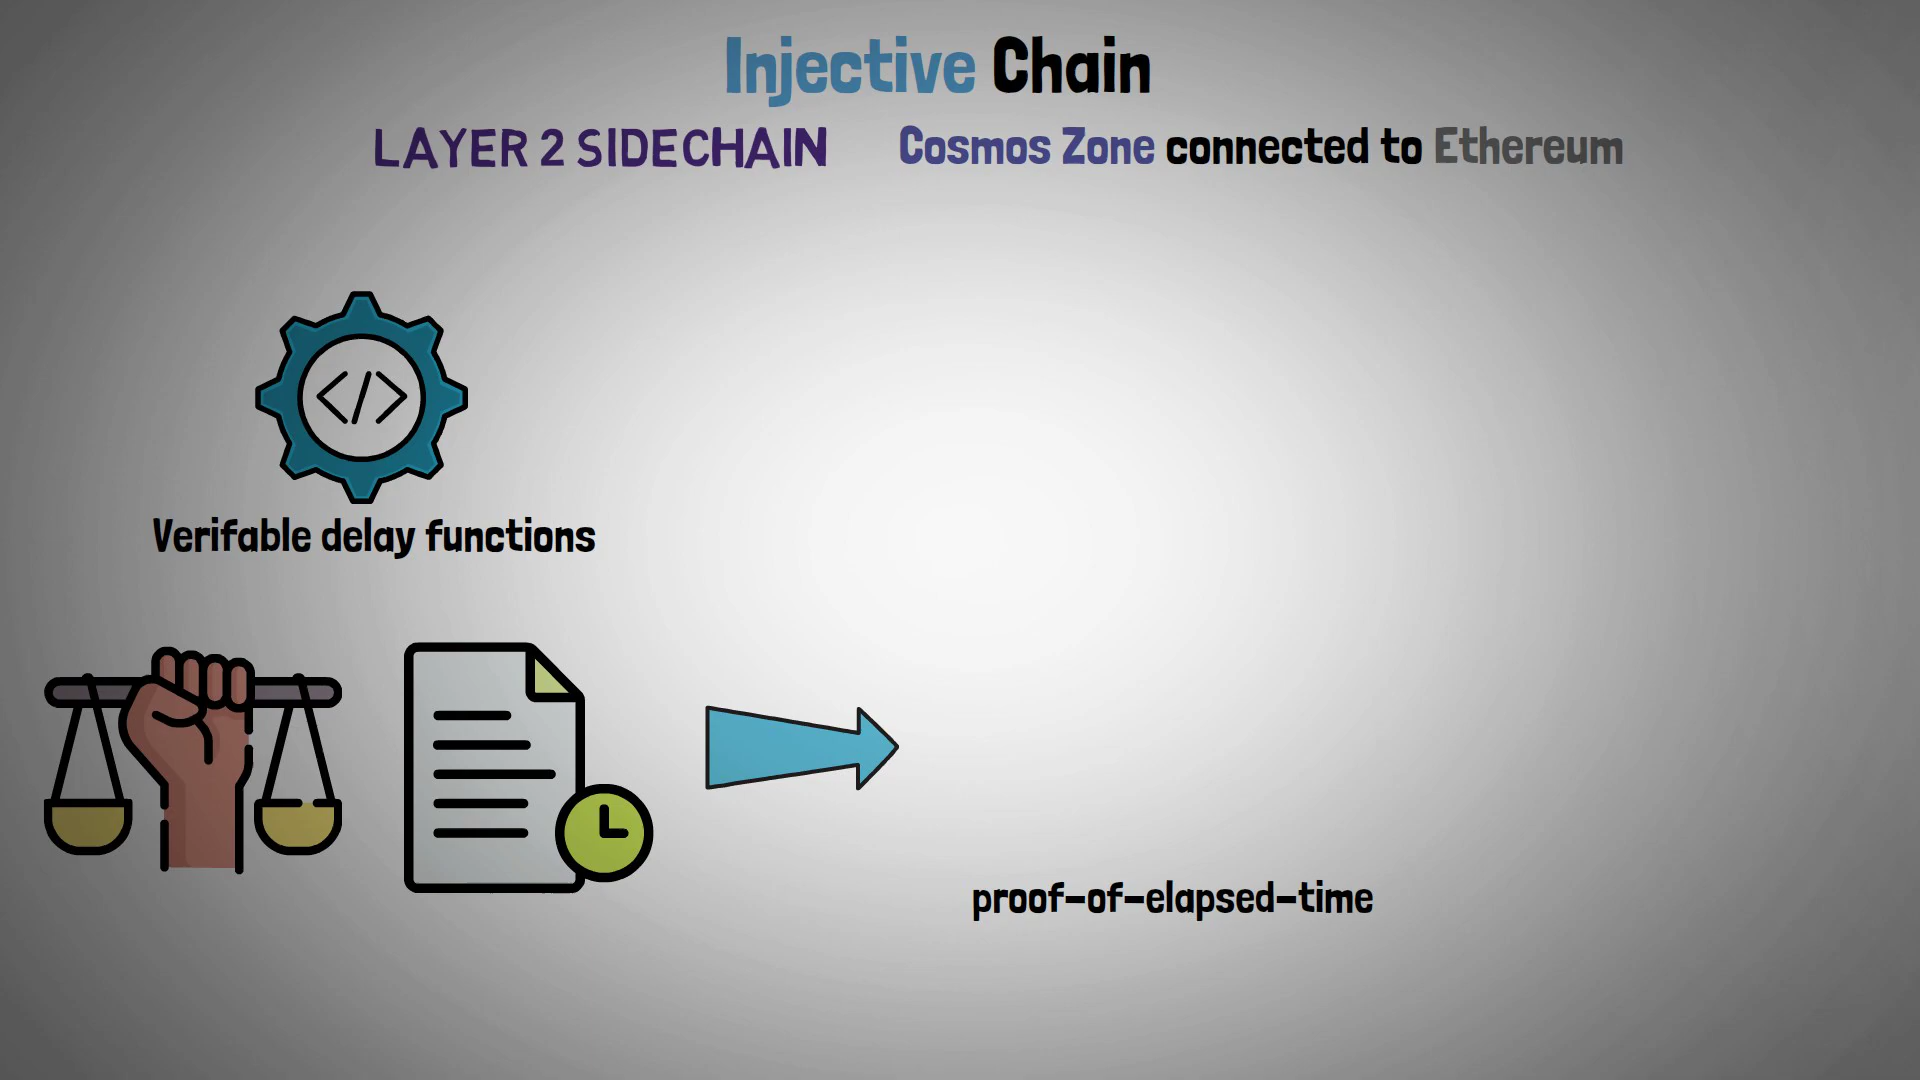 Injective Chain
LAYER 2 SIDECHAIN
Cosmos Zone connected to Ethereum
</>
Verifable delay functions
proof-of-elapsed-time